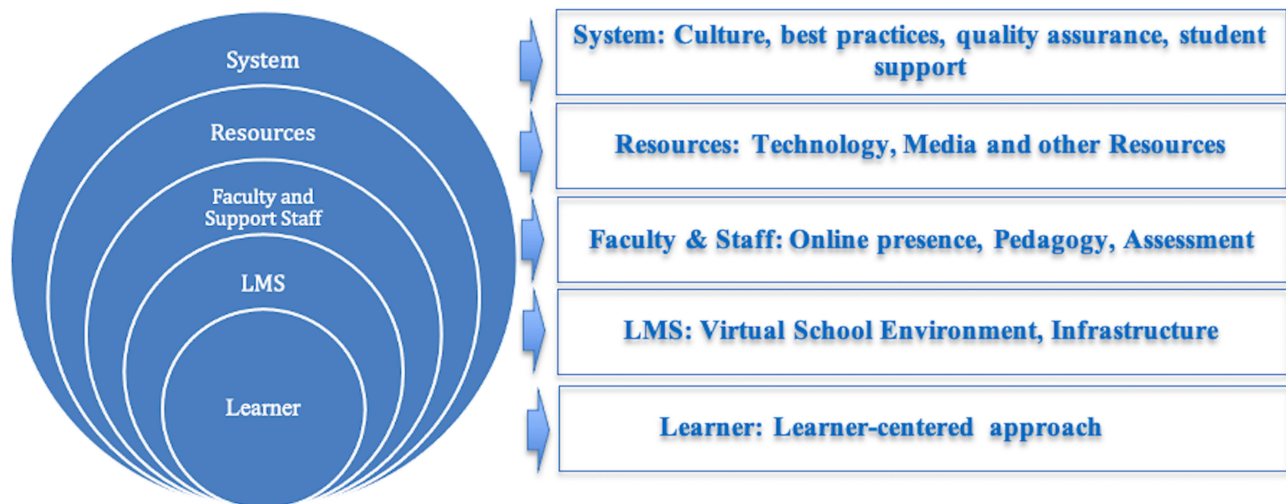 System
Resources
Faculty and
Support Staff
LMS
Learner
System: Culture, best practices, quality assurance, student
support
Resources: Technology, Media and other Resources
Faculty & Staff: Online presence, Pedagogy, Assessment
LMS: Virtual School Environment, Infrastructure
Learner: Learner-centered approach